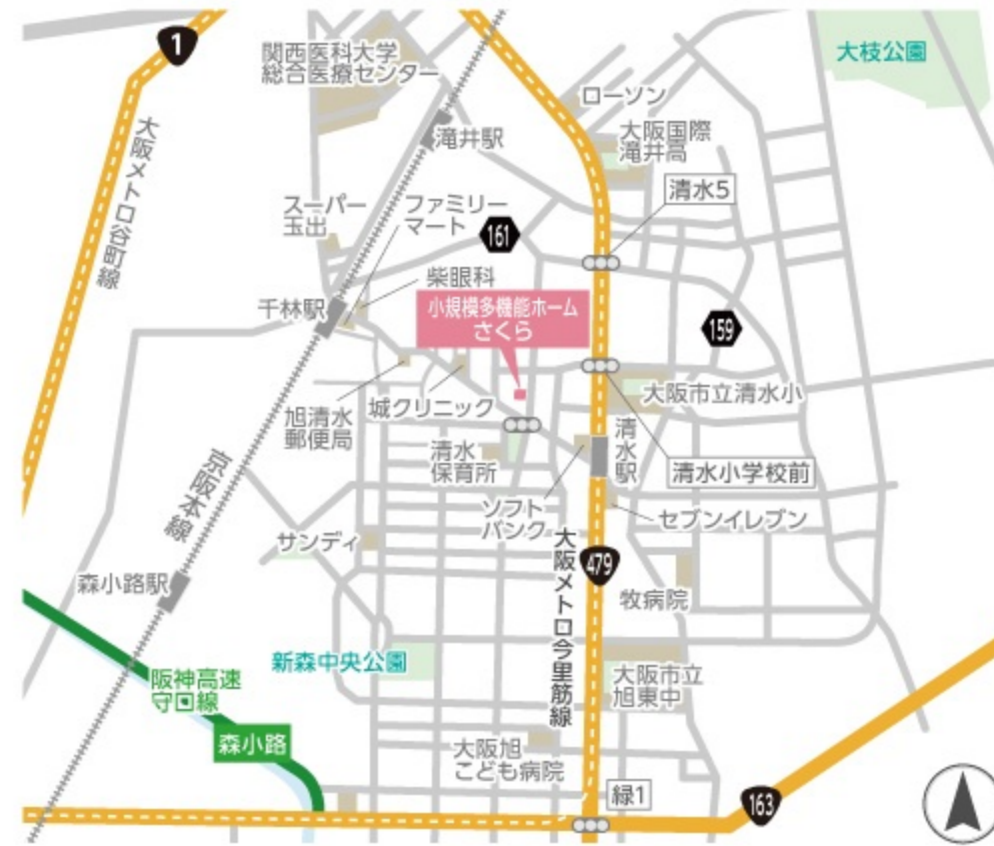 1
関西医科大学
総合医療センター
大枝公園
ローソン
滝井駅
大阪国際
滝井高
大阪メトロ谷町線
清水5
スーパー
玉出
ファミリー
マート
161
柴眼科
千林駅
小規模多機能ホーム
さくら
159
大阪市立清水小
旭清水
郵便局
城クリニック
清水駅
清水
保育所
清水小学校前
京阪本線
ソフト
バンク
セブンイレブン
サンディ
大阪メトロ今里筋線
479
森小路駅
牧病院
新森中央公園
阪神高速
守口線
大阪市立
旭東中
森小路
大阪旭
こども病院
緑1
163